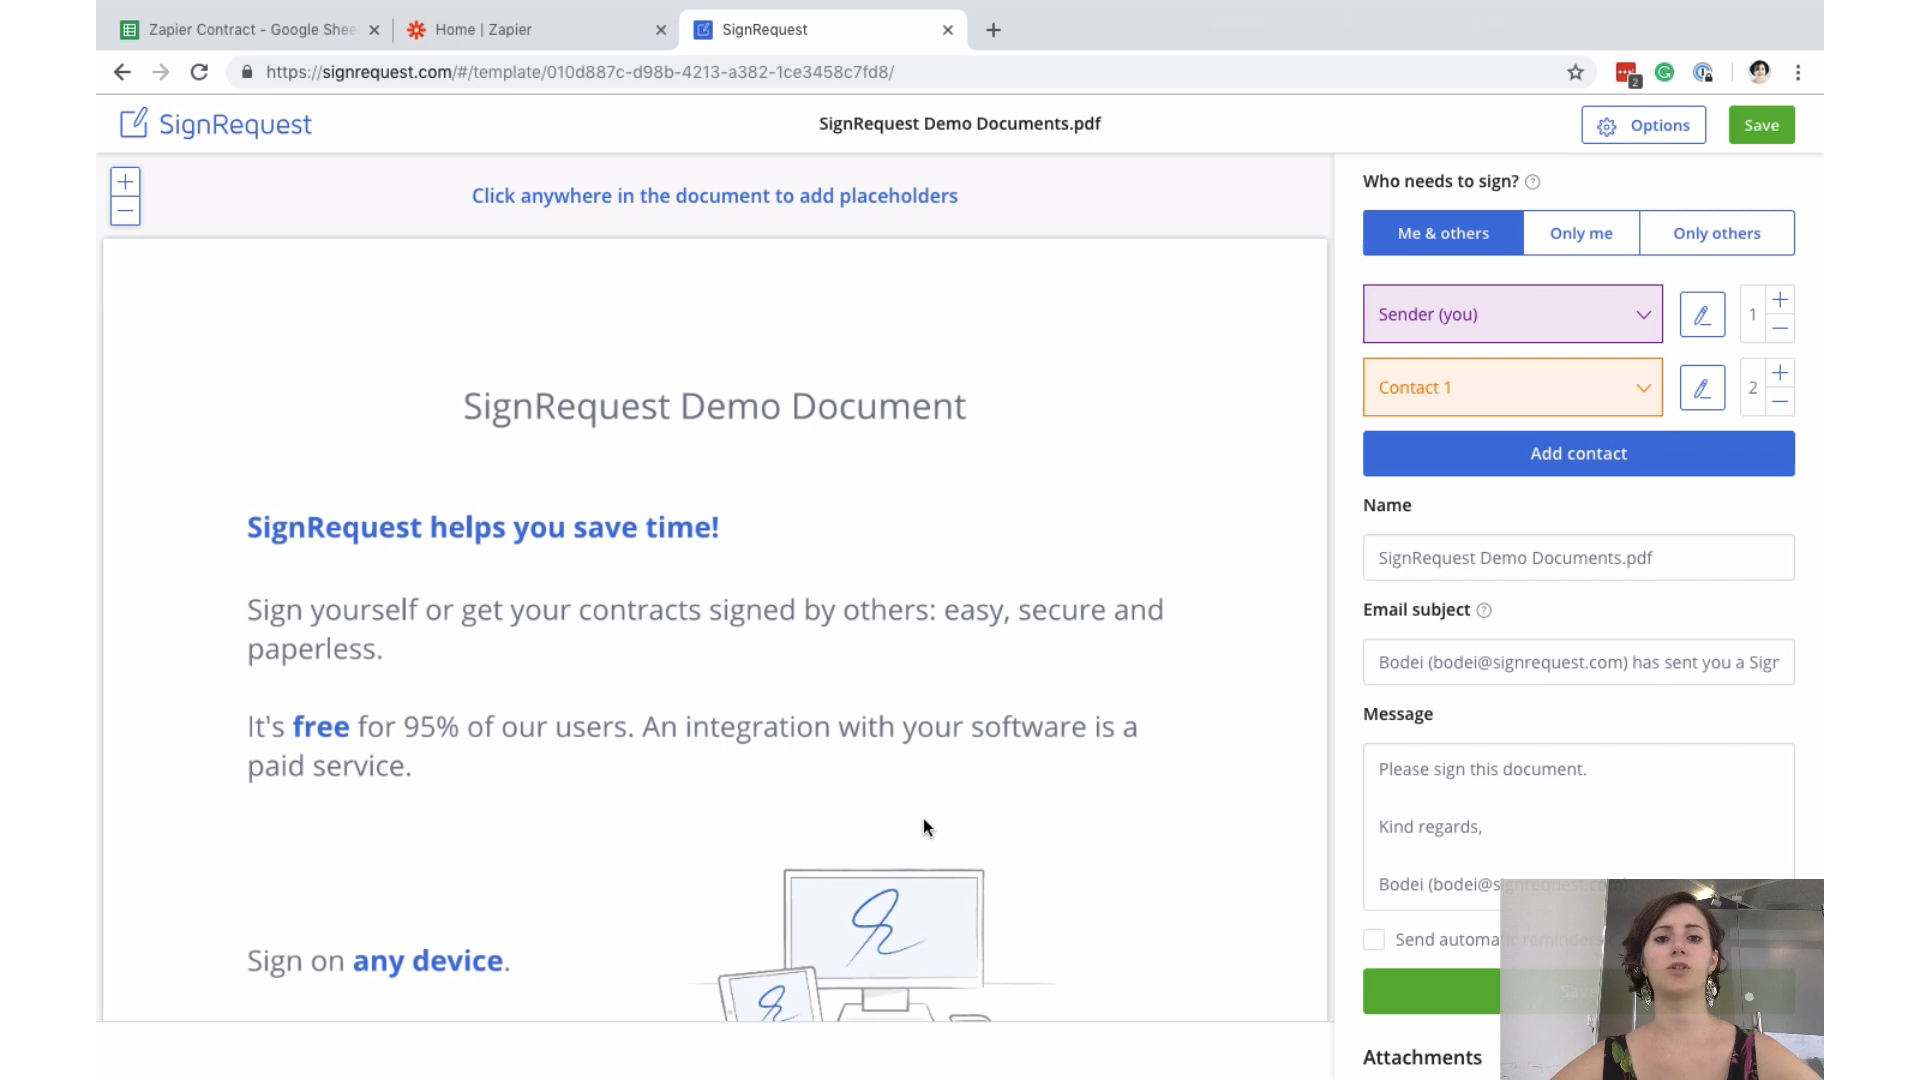 Zapier Contract - Google Shee
Home | Zapier
SignRequest
https://signrequest.com/#/template/010d887c-d98b-4213-a382-1ce3458c7fd8/
2
SignRequest
SignRequest Demo Documents.pdf
Options
Save
Click anywhere in the document to add placeholders
Who needs to sign?
Me & others
Only me
Only others
Sender (you)
1
Contact 1
2
Add contact
Name
SignRequest Demo Documents.pdf
Email subject
Bodei (bodei@signrequest.com) has sent you a Sigr
Message
Please sign this document.
Kind regards,
Bodei (bodei@signrequest.com)
Send automatic reminders
Save
Attachments
SignRequest Demo Document
SignRequest helps you save time!
Sign yourself or get your contracts signed by others: easy, secure and
paperless.
It's free for 95% of our users. An integration with your software is a
paid service.
Sign on any device.